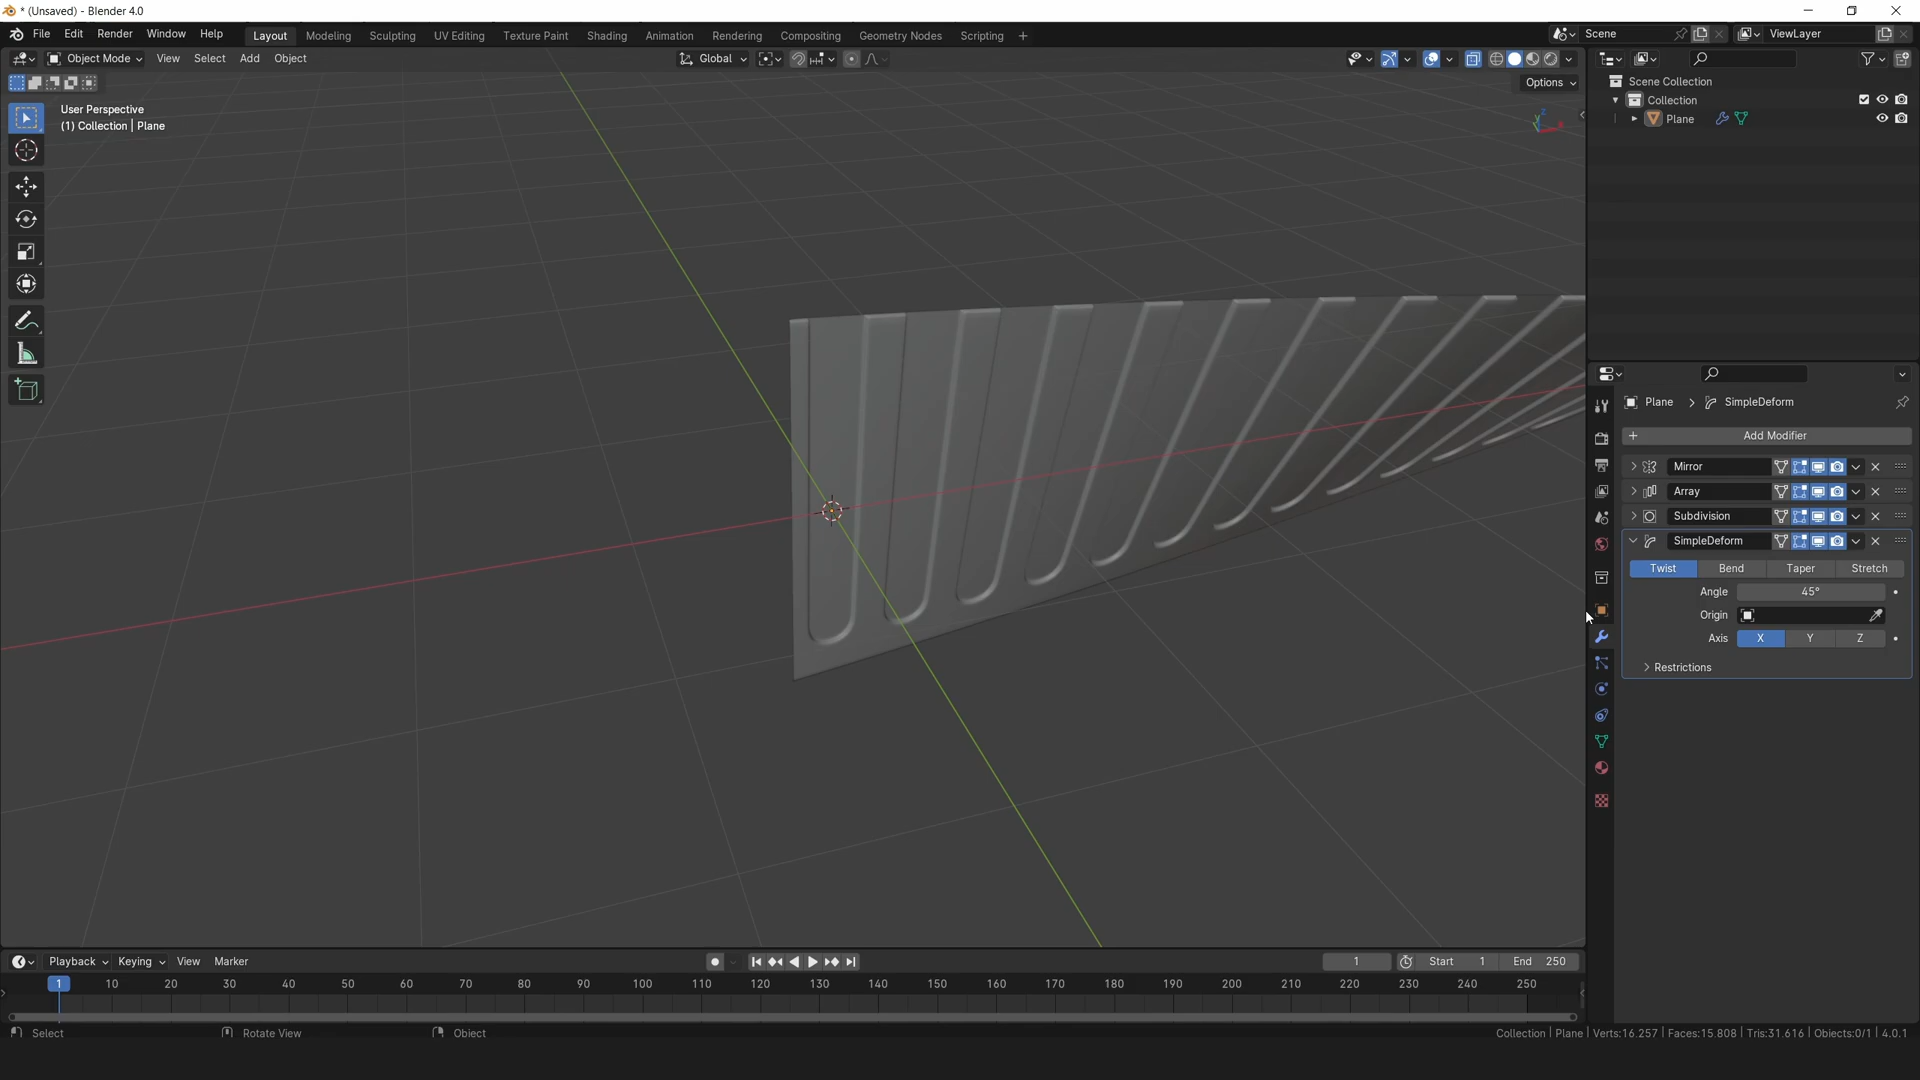 * (Unsaved) - Blender 4.0
File Edit Render Window Help Layout Modeling Sculpting UV Editing Texture Paint Shading Animation Rendering Compositing Geometry Nodes Scripting + Scene ViewLayer
Object Mode View Select Add Object Global
Options
User Perspective
(1) Collection | Plane
Z
Y
X
Scene Collection
Collection
Plane
Plane > SimpleDeform
+ Add Modifier
Mirror
Array
Subdivision
SimpleDeform
Twist Bend Taper Stretch
Angle 45°
Origin
Axis X Y Z
Restrictions
Playback Keying View Marker 1 Start 1 End 250
1 10 20 30 40 50 60 70 80 90 100 110 120 130 140 150 160 170 180 190 200 210 220 230 240 250
Select Rotate View Object Collection | Plane | Verts:16.257 | Faces:15.808 | Tris:31.616 | Objects:0/1 | 4.0.1